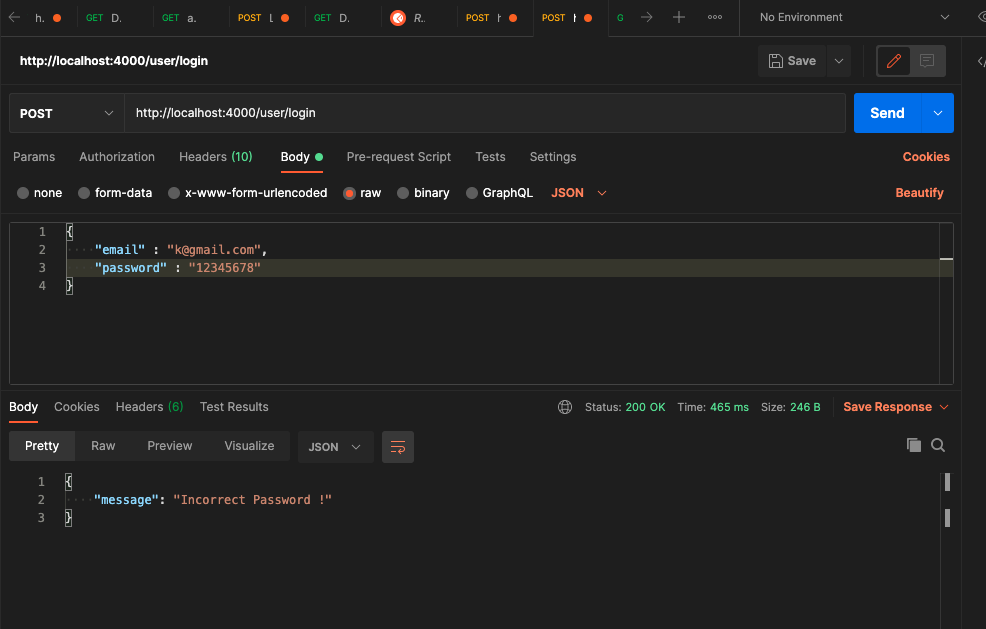 h. GET D. GET a. POST GET D. R.. POST POST G No Environment
http://localhost:4000/user/login Save
POST http://localhost:4000/user/login Send
Params Authorization Headers (10) Body Pre-request Script Tests Settings Cookies
none form-data x-www-form-urlencoded raw binary GraphQL JSON Beautify
1 {
2 "email" : "k@gmail.com",
3 "password" : "12345678"
4 }
Body Cookies Headers (6) Test Results Status: 200 OK Time: 465 ms Size: 246 B Save Response
Pretty Raw Preview Visualize JSON
1 {
2 "message": "Incorrect Password !"
3 }